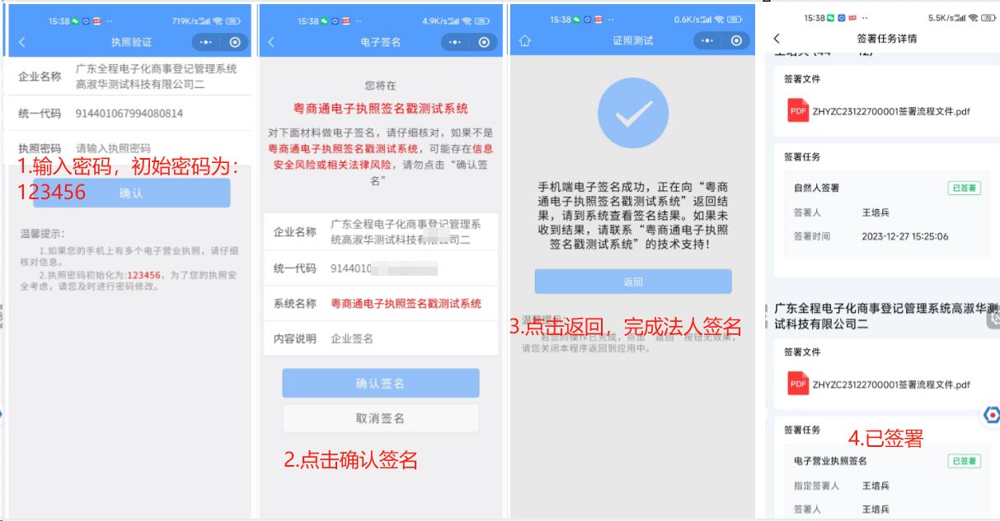 15:38
719K/s
70
执照验证
企业名称
广东全程电子化商事登记管理系统
高淑华测试科技有限公司二
统一代码
914401067994080814
执照密码
请输入执照密码
1.输入密码，初始密码为：
123456
确认
温馨提示：
1.如果您的手机上有多个电子营业执照，请仔细
核对信息。
2.执照密码初始化为:123456，为了您的执照安
全考虑，请您及时进行密码修改。
15:38
4.9K/s
70
电子签名
您将在
粤商通电子执照签名戳测试系统
对下面材料做电子签名，请仔细核对，如果不是
粤商通电子执照签名戳测试系统，可能存在信息
安全风险或相关法律风险，请勿点击“确认签
名”
企业名称
广东全程电子化商事登记管理系
统高淑华测试科技有限公司二
统一代码
9144010
系统名称
粤商通电子执照签名戳测试系统
内容说明
企业签名
确认签名
取消签名
2.点击确认签名
15:38
0.6K/s
70
证照测试
手机端电子签名成功，正在向“粤商
通电子执照签名戳测试系统”返回结
果，请到系统查看签名结果。如果未
收到结果，请联系“粤商通电子执照
签名戳测试系统”的技术支持！
返回
温馨提示：
3.点击返回，完成法人签名
若您的操作已完成，点击“返回”按钮无效果，
请您关闭本程序返回到应用中。
15:38
5.5K/s
70
签署任务详情
签署文件
PDF
ZHYZC23122700001签署流程文件.pdf
签署任务
自然人签署
已签署
签署人
王培兵
签署时间
2023-12-27 15:25:06
广东全程电子化商事登记管理系统高淑华测
试科技有限公司二
签署文件
PDF
ZHYZC23122700001签署流程文件.pdf
签署任务
4.已签署
电子营业执照签名
已签署
指定签署人
王培兵
签署人
王培兵